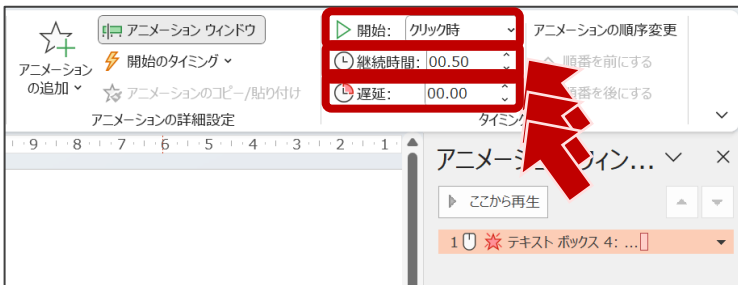 アニメーション
の追加
アニメーション ウィンドウ
開始のタイミング
アニメーションのコピー/貼り付け
アニメーションの詳細設定
開始: クリック時
継続時間: 00.50
遅延: 00.00
アニメーションの順序変更
順番を前にする
順番を後にする
9 8 7 6 5 4 3 2 1
ここから再生
1 テキスト ボックス 4: ...